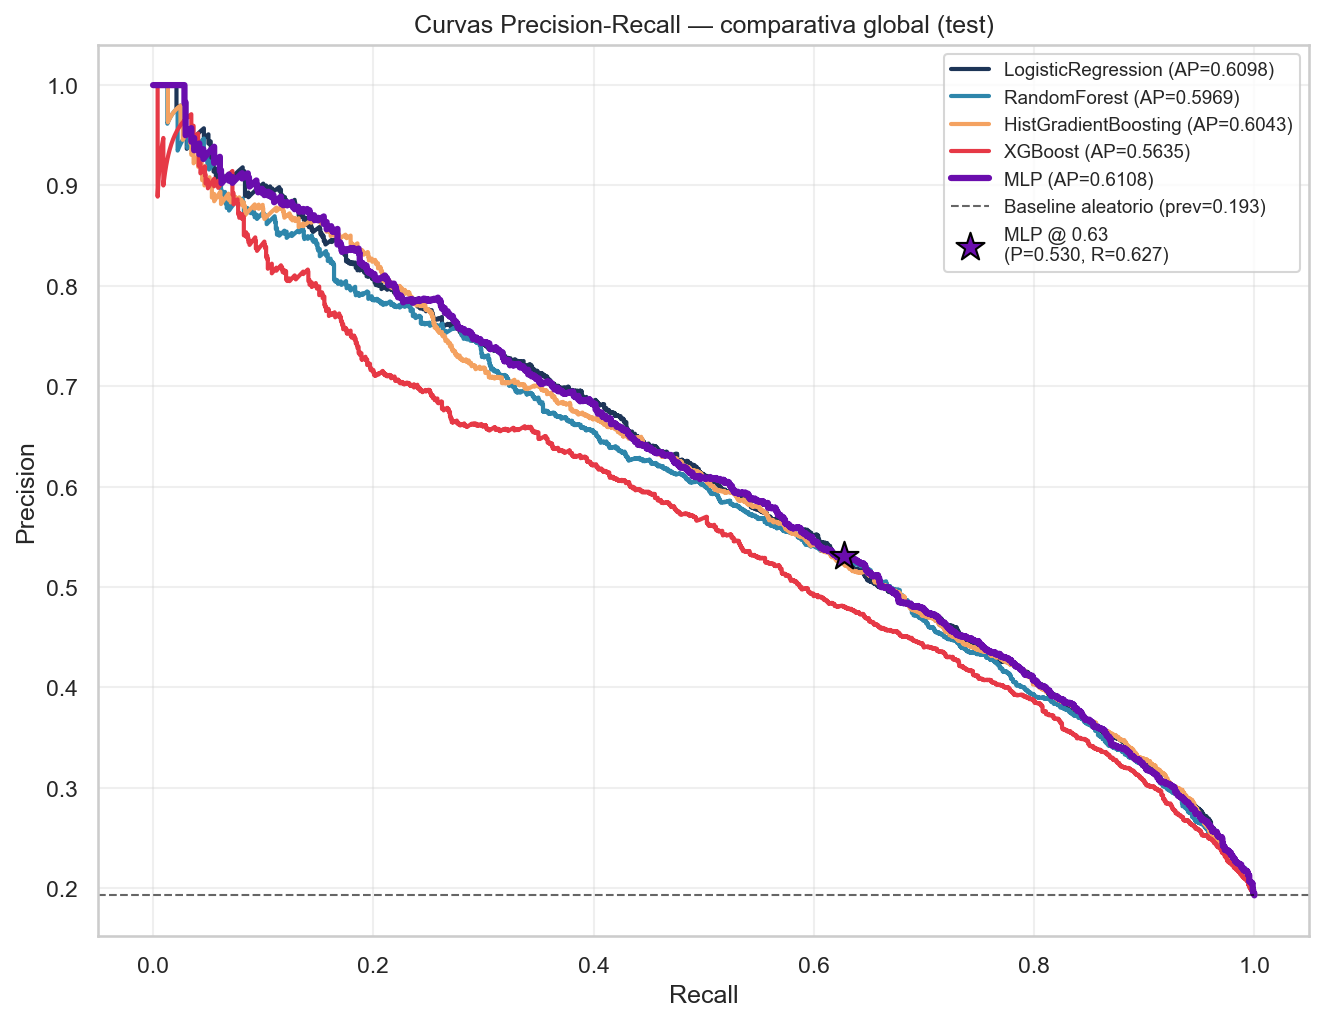 Curvas Precision-Recall — comparativa global (test)
LogisticRegression (AP=0.6098)
RandomForest (AP=0.5969)
HistGradientBoosting (AP=0.6043)
XGBoost (AP=0.5635)
MLP (AP=0.6108)
Baseline aleatorio (prev=0.193)
MLP @ 0.63
(P=0.530, R=0.627)
Precision
1.0
0.9
0.8
0.7
0.6
0.5
0.4
0.3
0.2
0.0
0.2
0.4
0.6
0.8
1.0
Recall